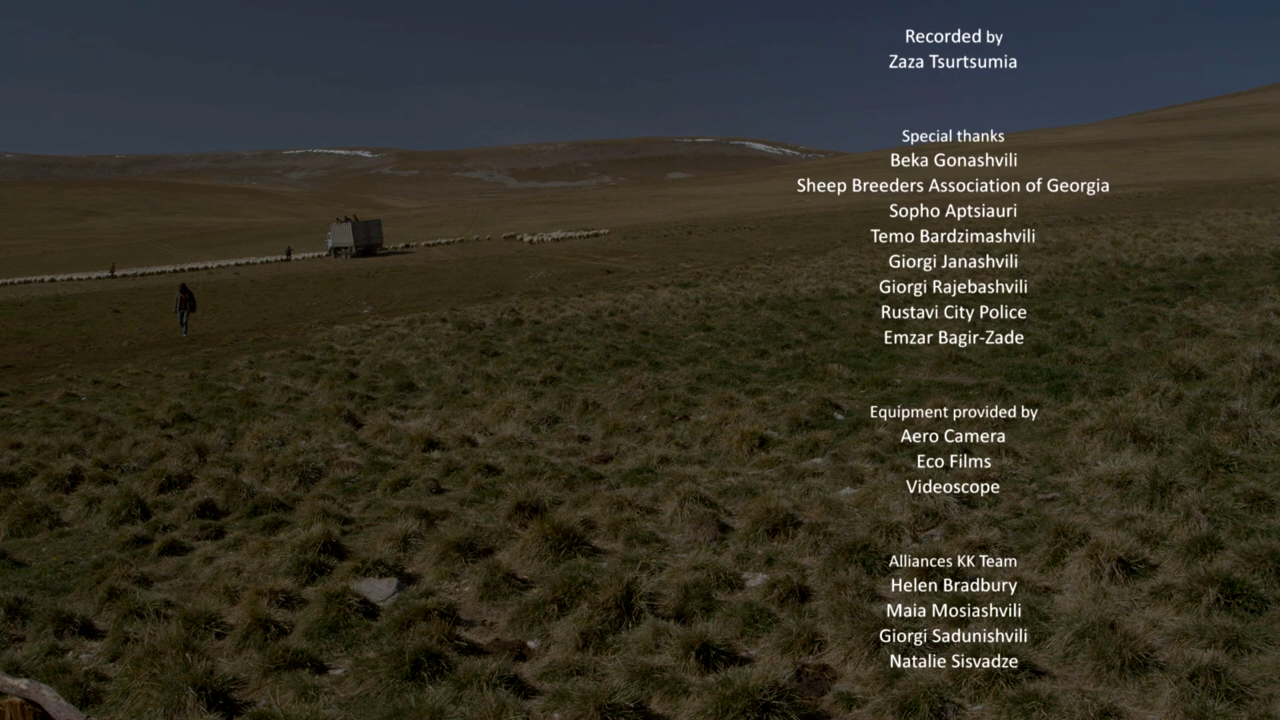 Recorded by
Zaza Tsurtsumia
Special thanks
Beka Gonashvili
Sheep Breeders Association of Georgia
Sopho Aptsiauri
Temo Bardzimashvili
Giorgi Janashvili
Giorgi Rajebashvili
Rustavi City Police
Emzar Bagir-Zade
Equipment provided by
Aero Camera
Eco Films
Videoscope
Alliances KK Team
Helen Bradbury
Maia Mosiashvili
Giorgi Sadunishvili
Natalie Sisvadze